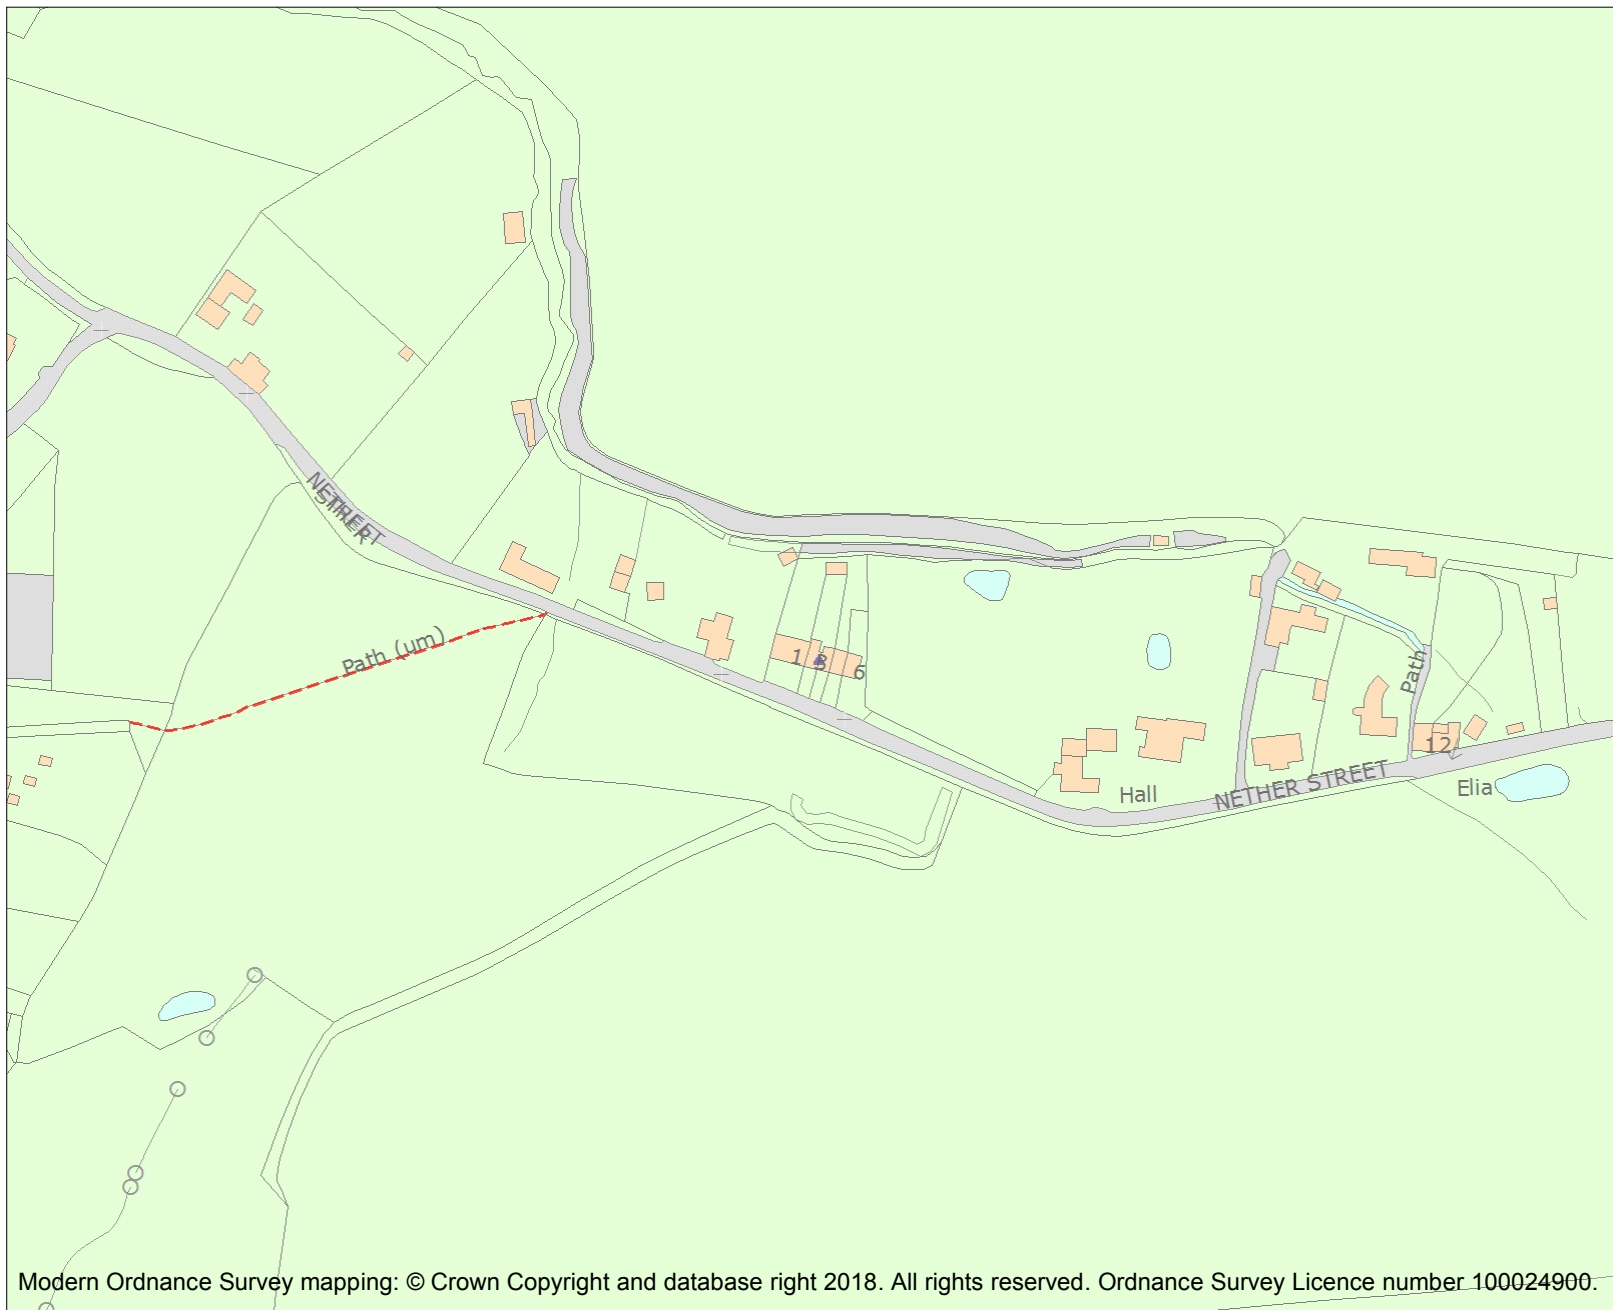 NETHER
STREET
Path (um)
1
3
6
Path
12
Hall
NETHER STREET
Elia
Modern Ordnance Survey mapping: © Crown Copyright and database right 2018. All rights reserved. Ordnance Survey Licence number 100024900.